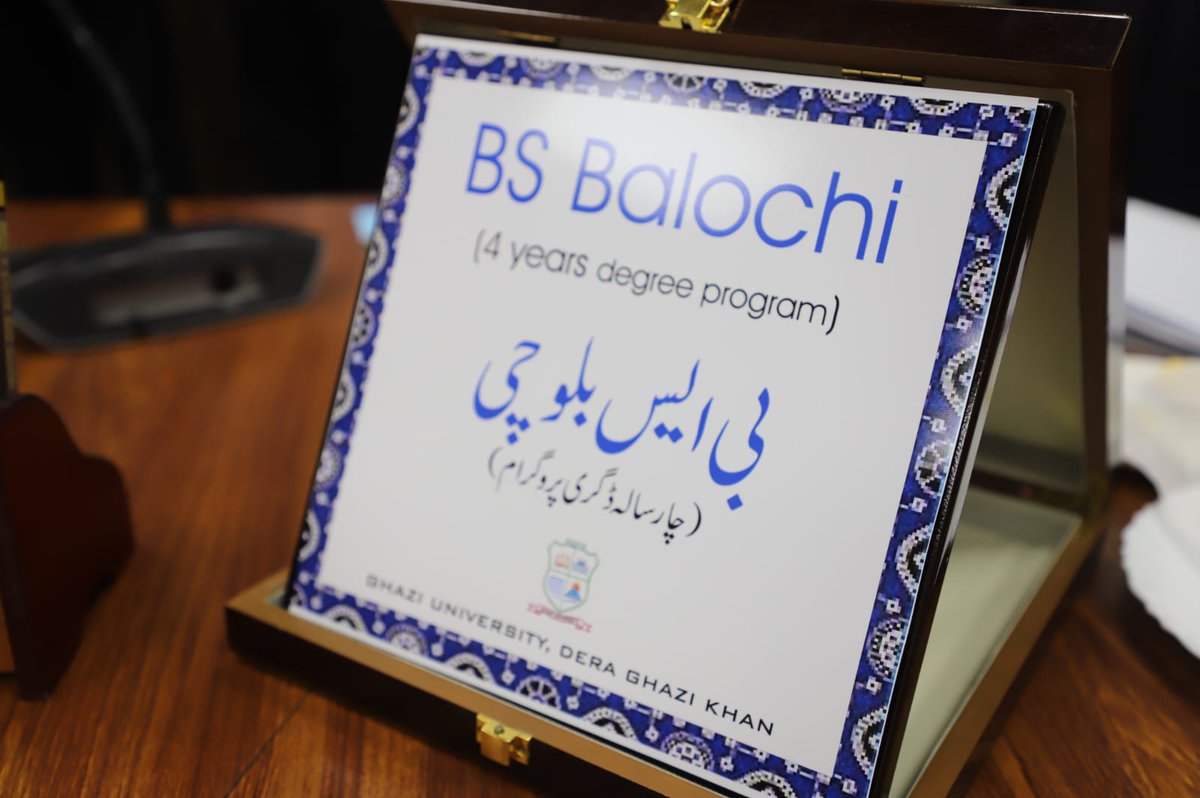 BS Balochi
(4 years degree program)
بی ایس بلوچی
(چار سالہ ڈگری پروگرام)
GHAZI UNIVERSITY, DERA GHAZI KHAN